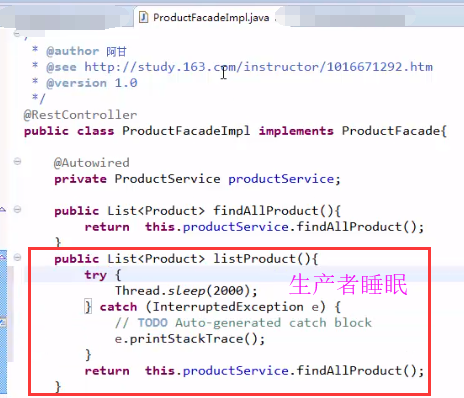 ProductFacadeImpl.java
/
* @author 阿甘
* @see http://study.163.com/instructor/1016671292.htm
* @version 1.0
*/
@RestController
public class ProductFacadeImpl implements ProductFacade{
@Autowired
private ProductService productService;
public List<Product> findAllProduct(){
return this.productService.findAllProduct();
}
public List<Product> listProduct(){
try {
Thread.sleep(2000);
生产者睡眠
} catch (InterruptedException e) {
// TODO Auto-generated catch block
e.printStackTrace();
}
return this.productService.findAllProduct();
}